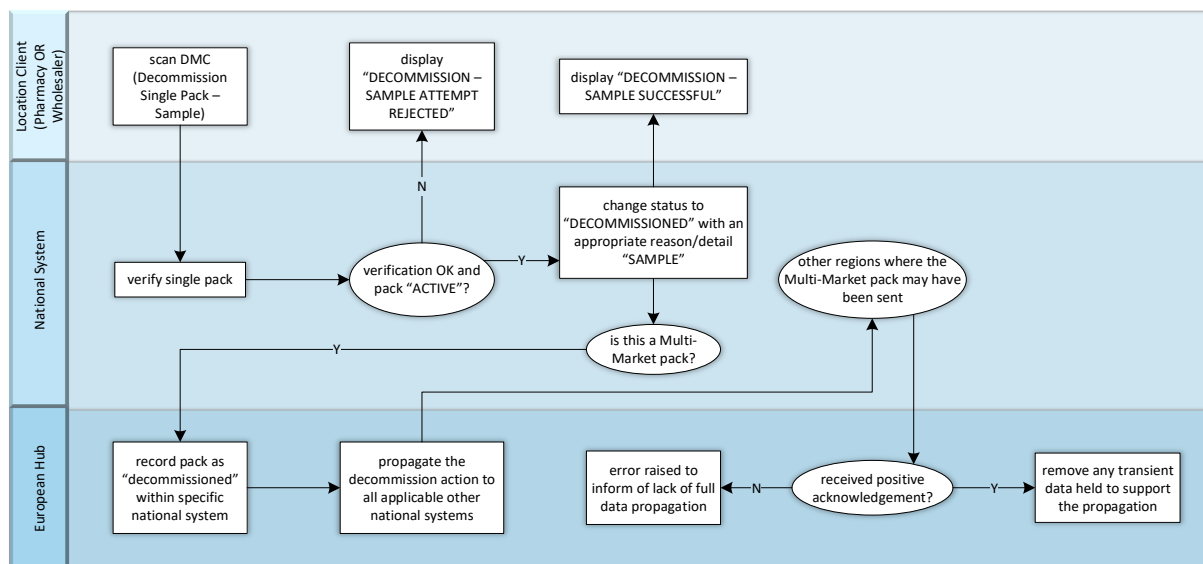 Location Client
(Pharmacy OR
Wholesaler)
scan DMC
(Decommission
Single Pack –
Sample)
display
“DECOMMISSION –
SAMPLE ATTEMPT
REJECTED”
display “DECOMMISSION –
SAMPLE SUCCESSFUL”
National System
N
verify single pack
verification OK and
pack “ACTIVE”?
Y
change status to
“DECOMMISSIONED” with an
appropriate reason/detail
“SAMPLE”
other regions where the
Multi-Market pack may have
been sent
is this a Multi-
Market pack?
Y
European Hub
record pack as
“decommissioned”
within specific
national system
propagate the
decommission action to
all applicable other
national systems
error raised to
inform of lack of full
data propagation
N
received positive
acknowledgement?
Y
remove any transient
data held to support
the propagation